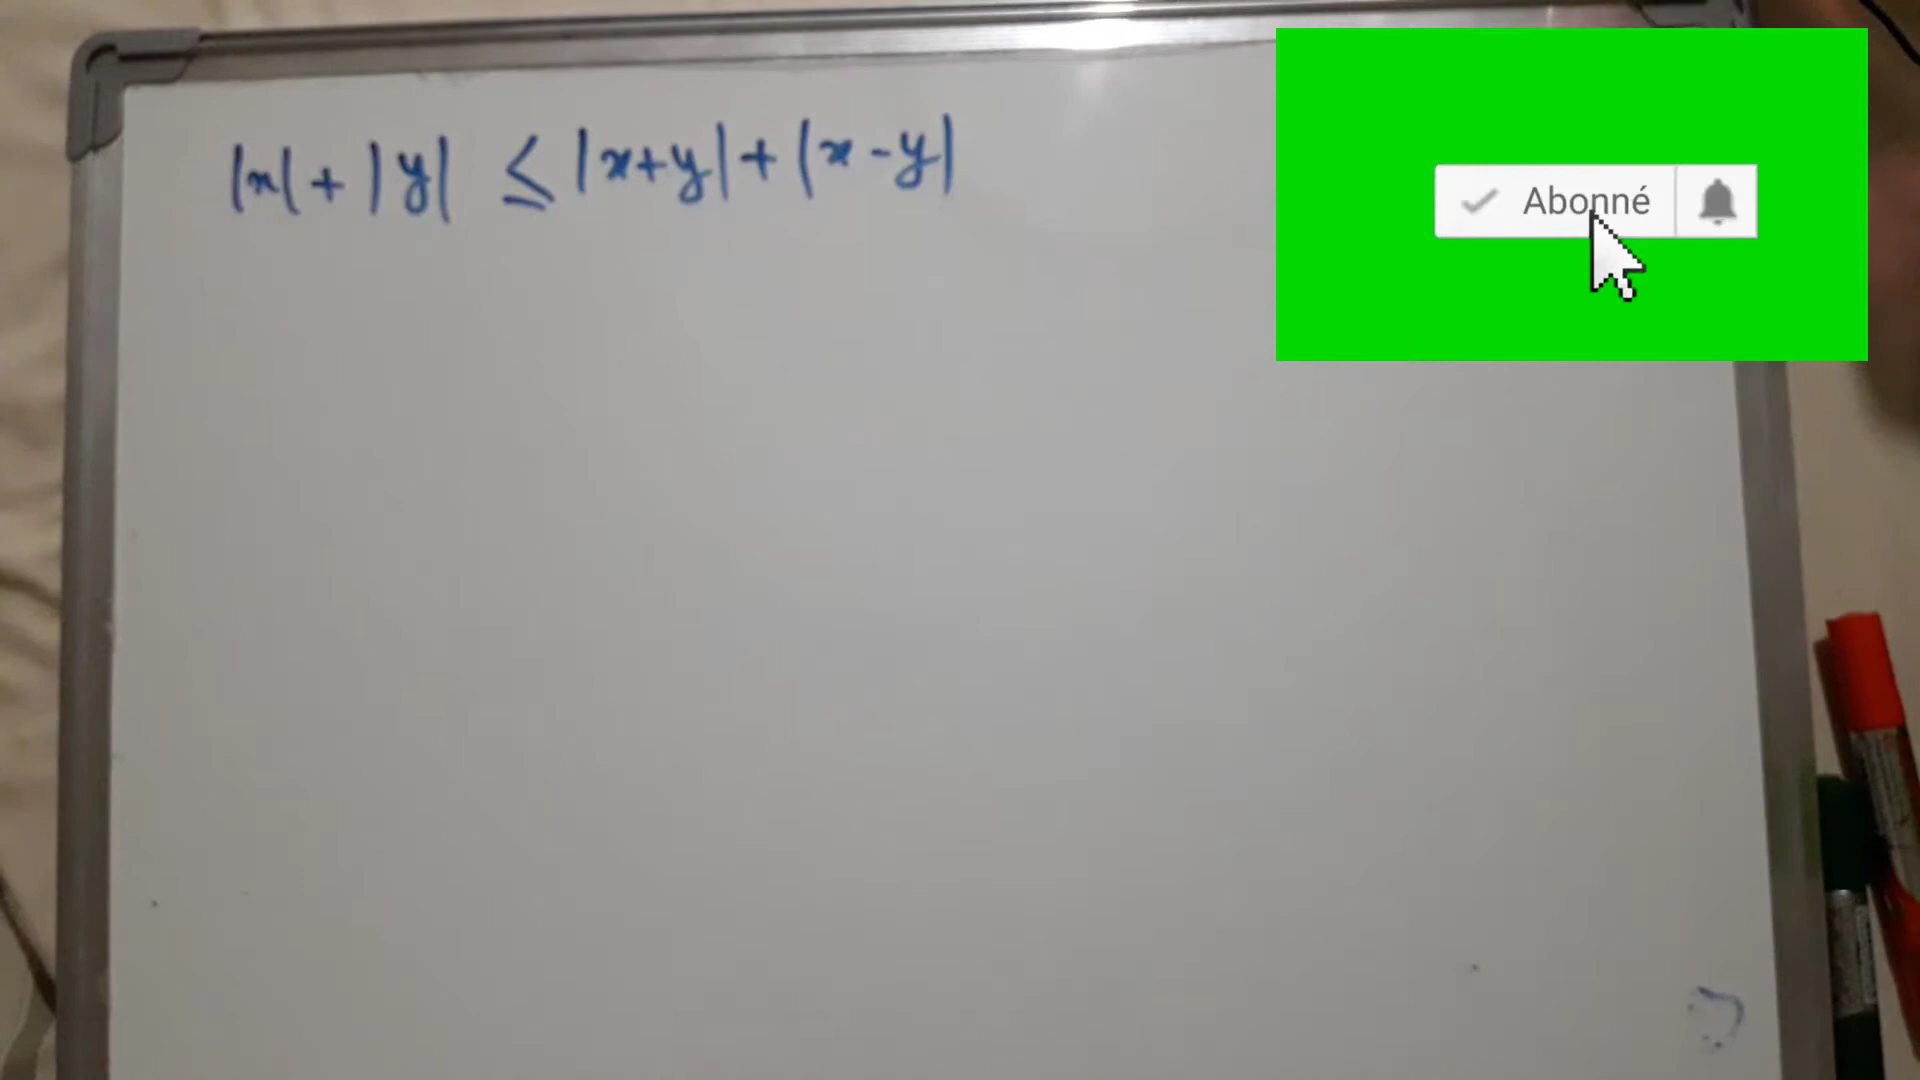 |x| + |y| ≤ |x+y| + |x-y|
Abonné